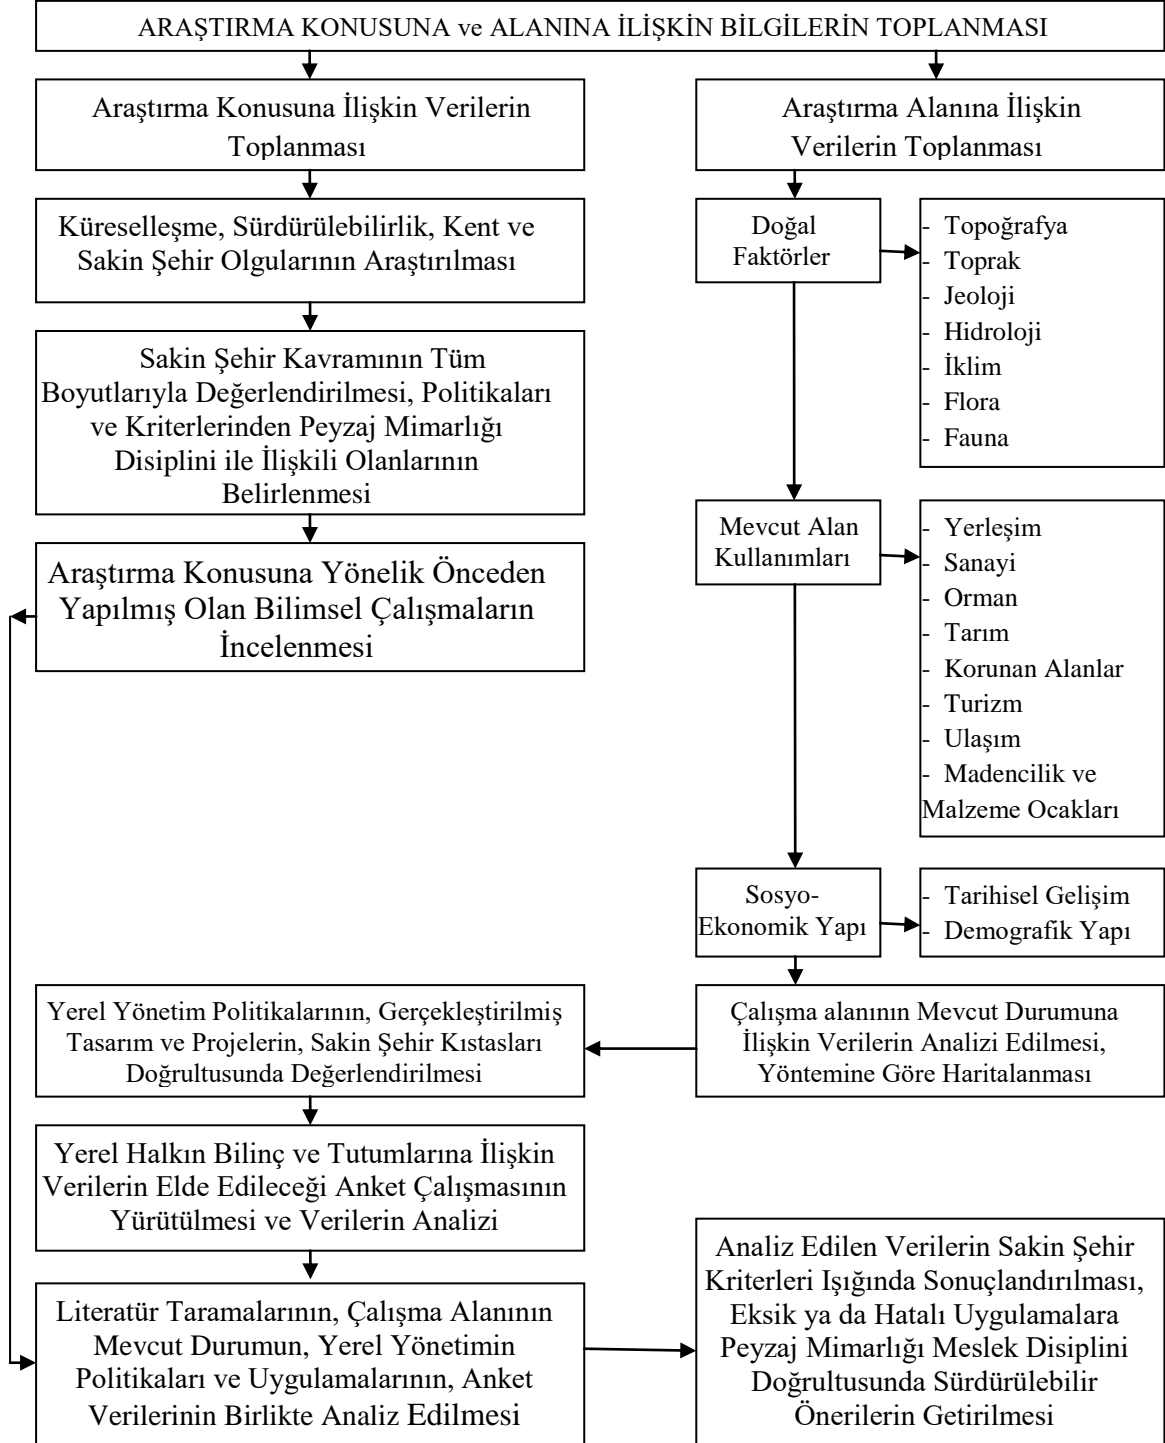 ARAŞTIRMA KONUSUNA ve ALANINA İLİŞKİN BİLGİLERİN TOPLANMASI
Araştırma Konusuna İlişkin Verilerin
Toplanması
Araştırma Alanına İlişkin
Verilerin Toplanması
Küreselleşme, Sürdürülebilirlik, Kent ve
Sakin Şehir Olgularının Araştırılması
Sakin Şehir Kavramının Tüm
Boyutlarıyla Değerlendirilmesi, Politikaları
ve Kriterlerinden Peyzaj Mimarlığı
Disiplini ile İlişkili Olanlarının
Belirlenmesi
Araştırma Konusuna Yönelik Önceden
Yapılmış Olan Bilimsel Çalışmaların
İncelenmesi
Doğal
Faktörler
- Topoğrafya
- Toprak
- Jeoloji
- Hidroloji
- İklim
- Flora
- Fauna
Mevcut Alan
Kullanımları
- Yerleşim
- Sanayi
- Orman
- Tarım
- Korunan Alanlar
- Turizm
- Ulaşım
- Madencilik ve
Malzeme Ocakları
Sosyo-
Ekonomik Yapı
- Tarihisel Gelişim
- Demografik Yapı
Çalışma alanının Mevcut Durumuna
İlişkin Verilerin Analizi Edilmesi,
Yöntemine Göre Haritalanması
Yerel Yönetim Politikalarının, Gerçekleştirilmiş
Tasarım ve Projelerin, Sakin Şehir Kıstasları
Doğrultusunda Değerlendirilmesi
Yerel Halkın Bilinç ve Tutumlarına İlişkin
Verilerin Elde Edileceği Anket Çalışmasının
Yürütülmesi ve Verilerin Analizi
Literatür Taramalarının, Çalışma Alanının
Mevcut Durumun, Yerel Yönetimin
Politikaları ve Uygulamalarının, Anket
Verilerinin Birlikte Analiz Edilmesi
Analiz Edilen Verilerin Sakin Şehir
Kriterleri Işığında Sonuçlandırılması,
Eksik ya da Hatalı Uygulamalara
Peyzaj Mimarlığı Meslek Disiplini
Doğrultusunda Sürdürülebilir
Önerilerin Getirilmesi